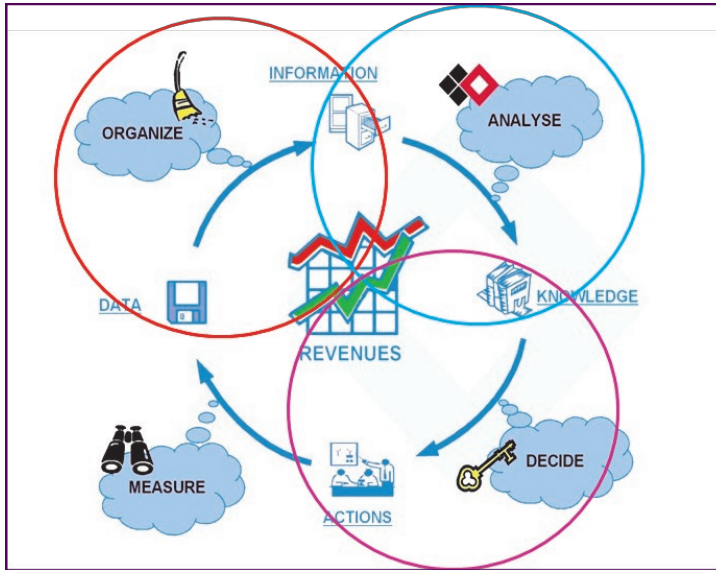 INFORMATION
ORGANIZE
ANALYSE
DATA
KNOWLEDGE
REVENUES
MEASURE
DECIDE
ACTIONS